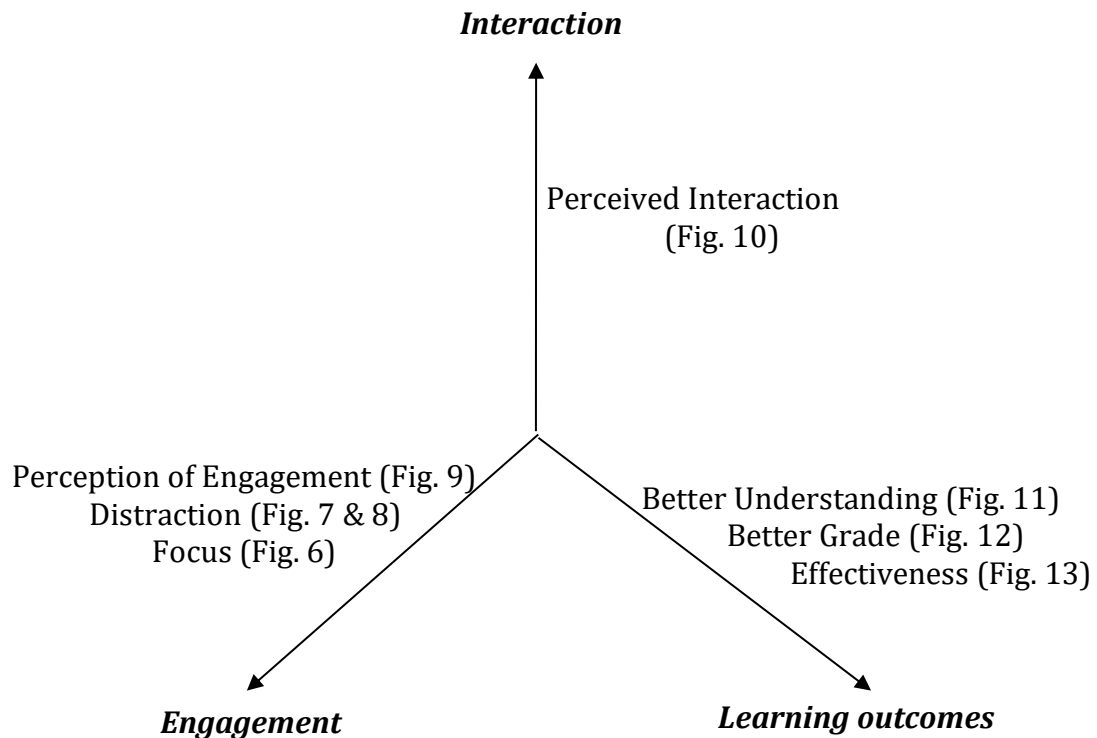 Interaction
Perceived Interaction
(Fig. 10)
Perception of Engagement (Fig. 9)
Distraction (Fig. 7 & 8)
Focus (Fig. 6)
Better Understanding (Fig. 11)
Better Grade (Fig. 12)
Effectiveness (Fig. 13)
Engagement
Learning outcomes